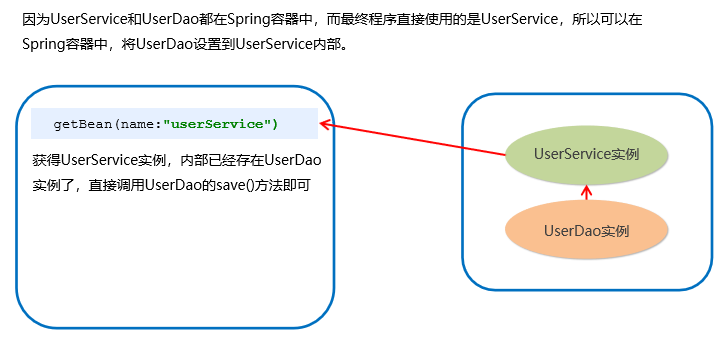 因为UserService和UserDao都在Spring容器中，而最终程序直接使用的是UserService，所以可以在
Spring容器中，将UserDao设置到UserService内部。
getBean(name:"userService")
获得UserService实例，内部已经存在UserDao
实例了，直接调用UserDao的save()方法即可
UserService实例
UserDao实例